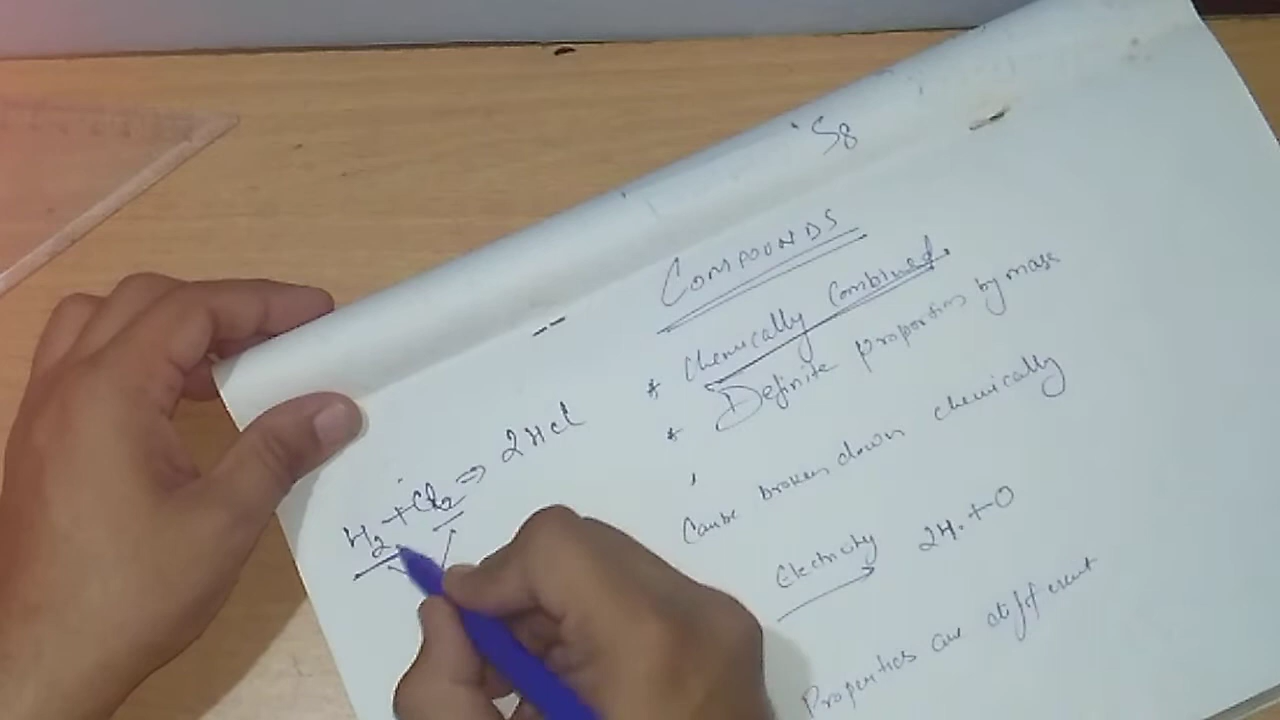 S8
COMPOUNDS
* Chemically Combined.
* Definite proportion by mass
Can be broken down chemically
Electricity 2H. + O
Properties are different
H2 + Cl2 => 2HCl